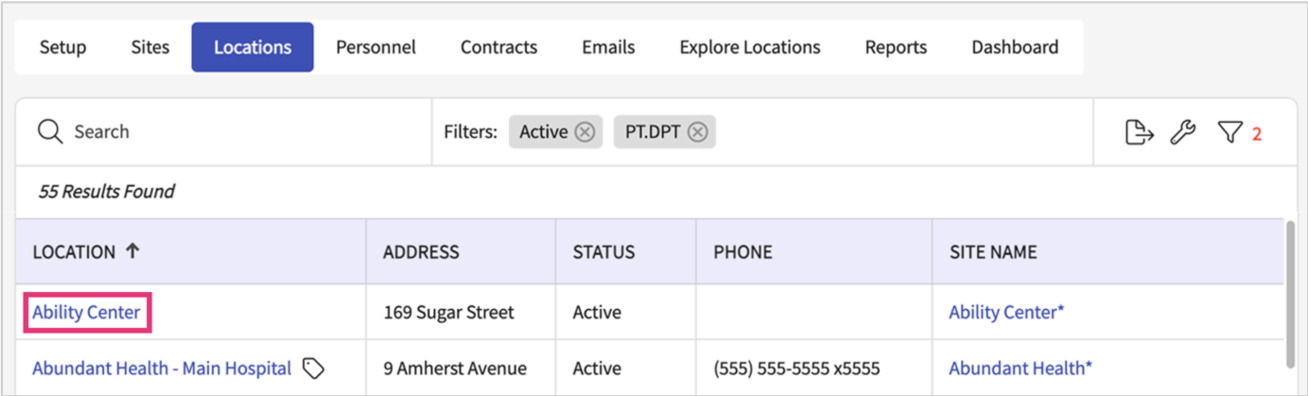 Setup Sites Locations Personnel Contracts Emails Explore Locations Reports Dashboard
Search Filters: Active PT.DPT 2
55 Results Found
LOCATION ADDRESS STATUS PHONE SITE NAME
Ability Center 169 Sugar Street Active Ability Center*
Abundant Health - Main Hospital 9 Amherst Avenue Active (555) 555-5555 x5555 Abundant Health*